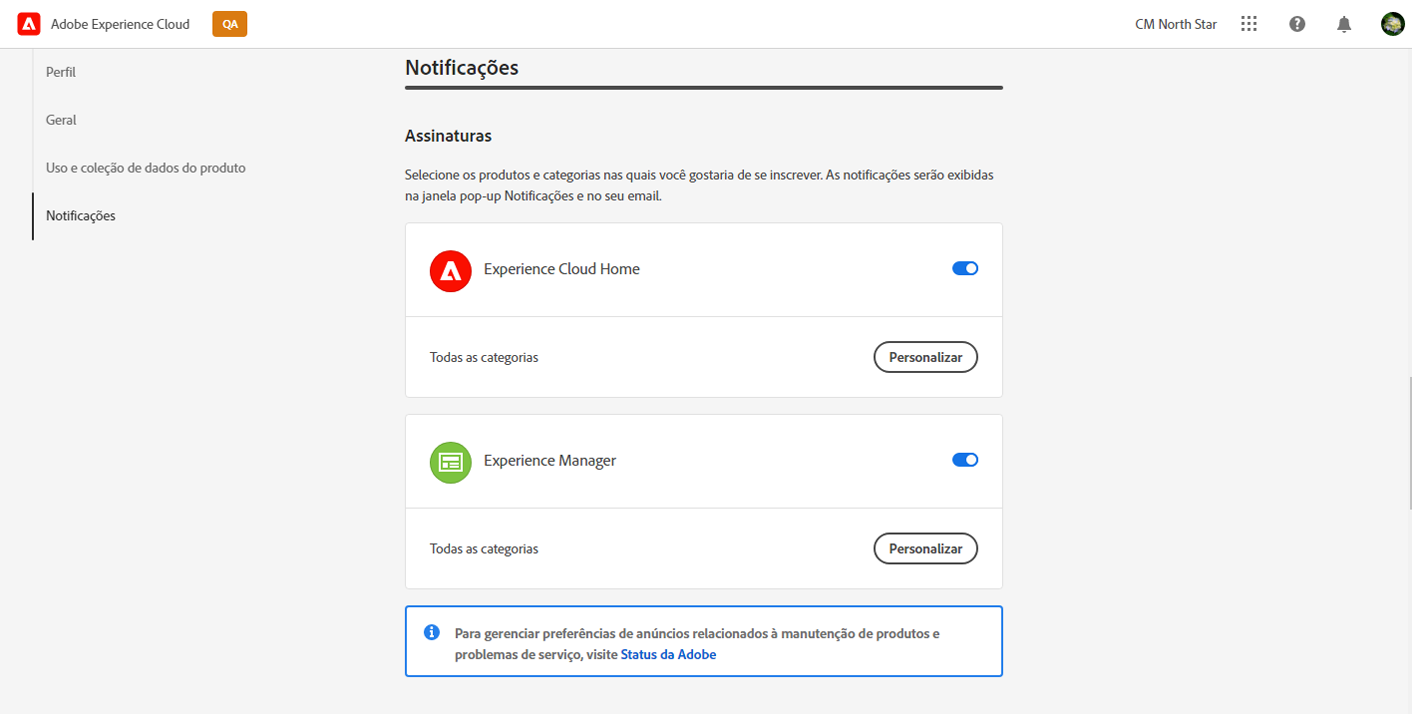 Adobe Experience Cloud
QA
CM North Star
Perfil
Geral
Uso e coleção de dados do produto
Notificações
Notificações
Assinaturas
Selecione os produtos e categorias nas quais você gostaria de se inscrever. As notificações serão exibidas
na janela pop-up Notificações e no seu email.
Experience Cloud Home
Todas as categorias
Personalizar
Experience Manager
Todas as categorias
Personalizar
Para gerenciar preferências de anúncios relacionados à manutenção de produtos e
problemas de serviço, visite Status da Adobe